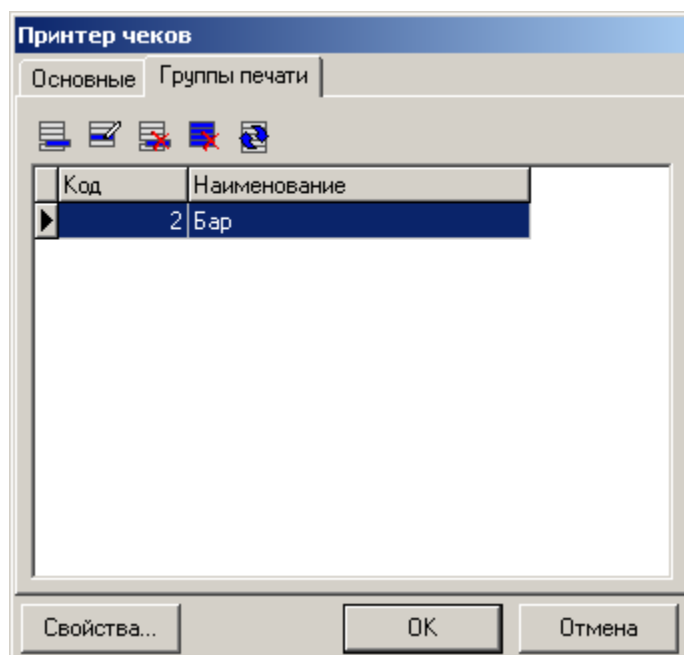 Принтер чеков
Основные Группы печати
Код Наименование
2 Бар
Свойства... OK Отмена